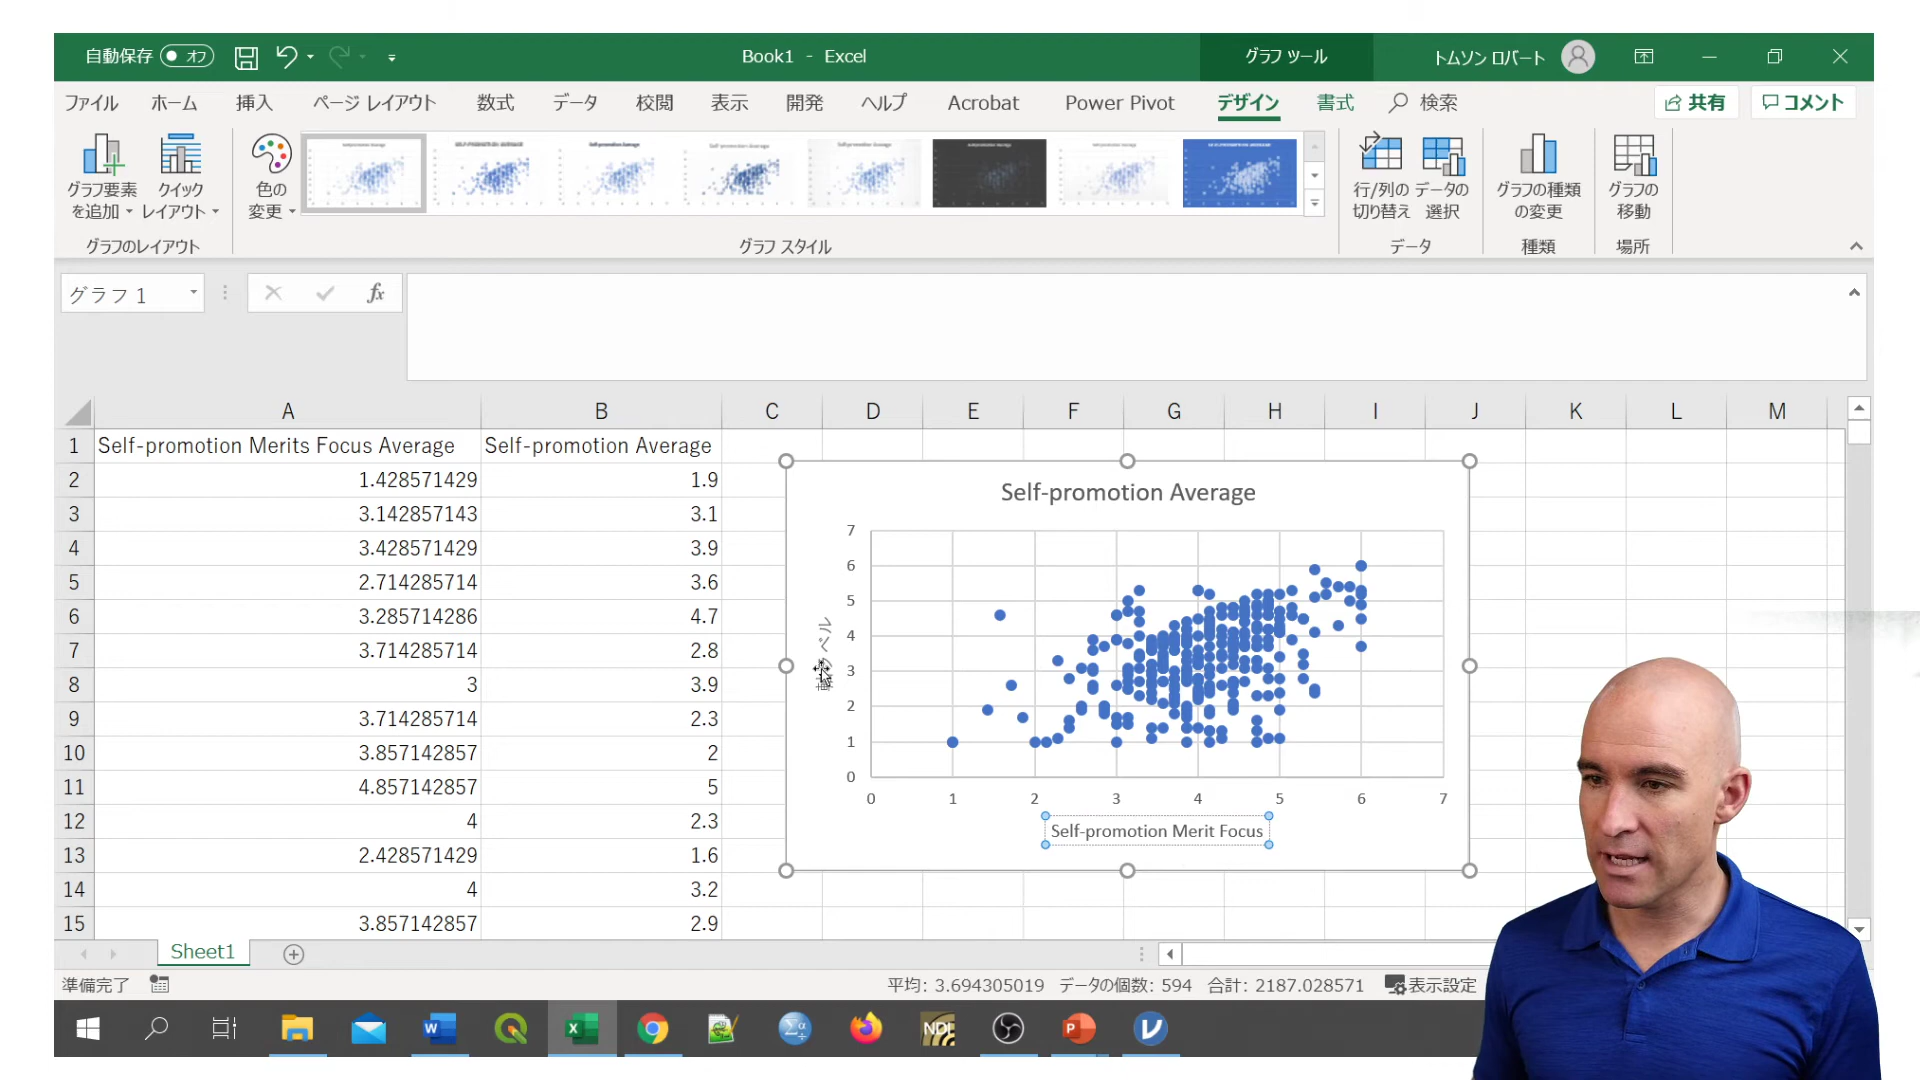 自動保存 オフ
Book1 - Excel
グラフ ツール
トムソン ロバート
ファイル ホーム 挿入 ページ レイアウト 数式 データ 校閲 表示 開発 ヘルプ Acrobat Power Pivot デザイン 書式 検索 共有 コメント
グラフ要素
を追加
クイック
レイアウト
色の
変更
行/列の
切り替え
データの
選択
グラフの種類
の変更
グラフの
移動
グラフのレイアウト グラフ スタイル データ 種類 場所
グラフ 1
fx
A B C D E F G H I J K L M
1 Self-promotion Merits Focus Average Self-promotion Average
2 1.428571429 1.9
3 3.142857143 3.1
4 3.428571429 3.9
5 2.714285714 3.6
6 3.285714286 4.7
7 3.714285714 2.8
8 3 3.9
9 3.714285714 2.3
10 3.857142857 2
11 4.857142857 5
12 4 2.3
13 2.428571429 1.6
14 4 3.2
15 3.857142857 2.9
Self-promotion Average
7
6
5
4
3
2
1
0
0 1 2 3 4 5 6 7
Self-promotion Merit Focus
Sheet1
準備完了
平均: 3.694305019 データの個数: 594 合計: 2187.028571 表示設定
W
X
Σα
NDI
P
V